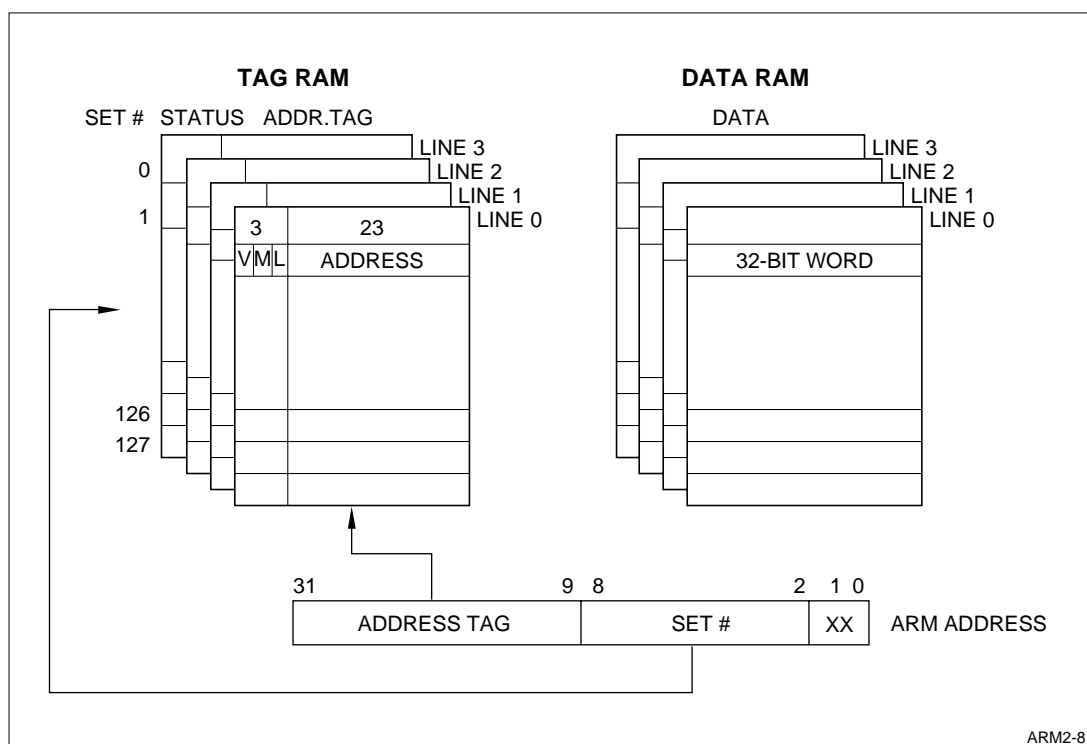 TAG RAM
DATA RAM
SET # STATUS ADDR.TAG
DATA
LINE 3
LINE 3
0
LINE 2
LINE 2
LINE 1
LINE 1
1
LINE 0
LINE 0
3 23
V M L ADDRESS
32-BIT WORD
126
127
31 9 8 2 1 0
ADDRESS TAG SET # XX ARM ADDRESS
ARM2-8